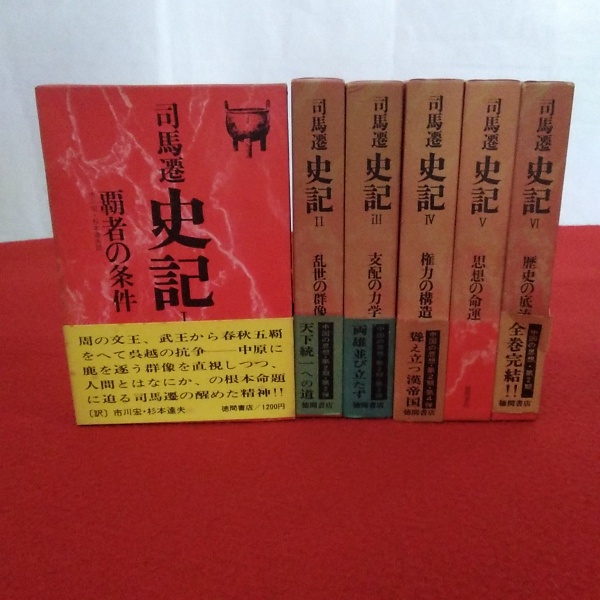 司馬遷
史記 I
覇者の条件
周の文王、武王から春秋五覇
をへて呉越の抗争――中原に
鹿を逐う群像を直視しつつ、
人間とはなにか、の根本命題
に迫る司馬遷の醒めた精神!!
[訳]市川宏・杉本達夫 徳間書店/1200円
司馬遷 史記 II 乱世の群像
天下統一への道
徳間書店
司馬遷 史記 III 支配の力学
両雄並び立たず
徳間書店
司馬遷 史記 IV 権力の構造
聳え立つ漢帝国
徳間書店
司馬遷 史記 V 思想の命運
司馬遷 史記 VI 歴史の底流
全巻完結!!
徳間書店